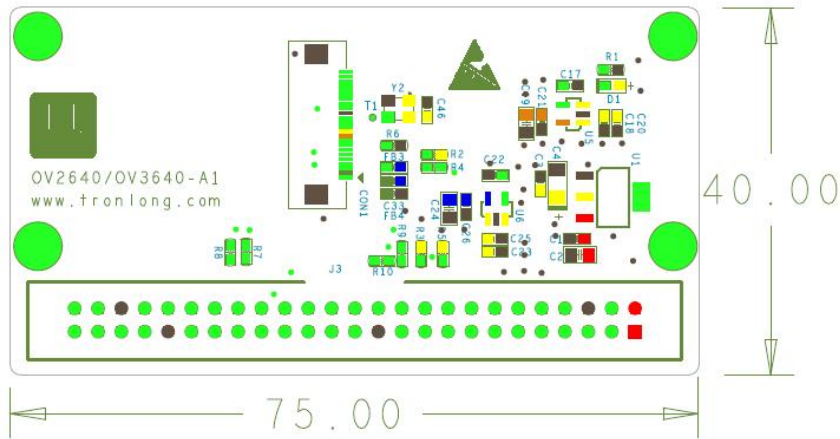 R1
C17
Y2
D1
T1
C46
C19
C21
U5
C18
C20
R6
FB3
R2
R4
C22
C3
C4
U1
OV2640/OV3640-A1
www.tronlong.com
CON1
C33
FB4
C24
C26
U6
40.00
R8
R7
R9
R3
R5
C25
C23
C1
C2
R10
J3
75.00